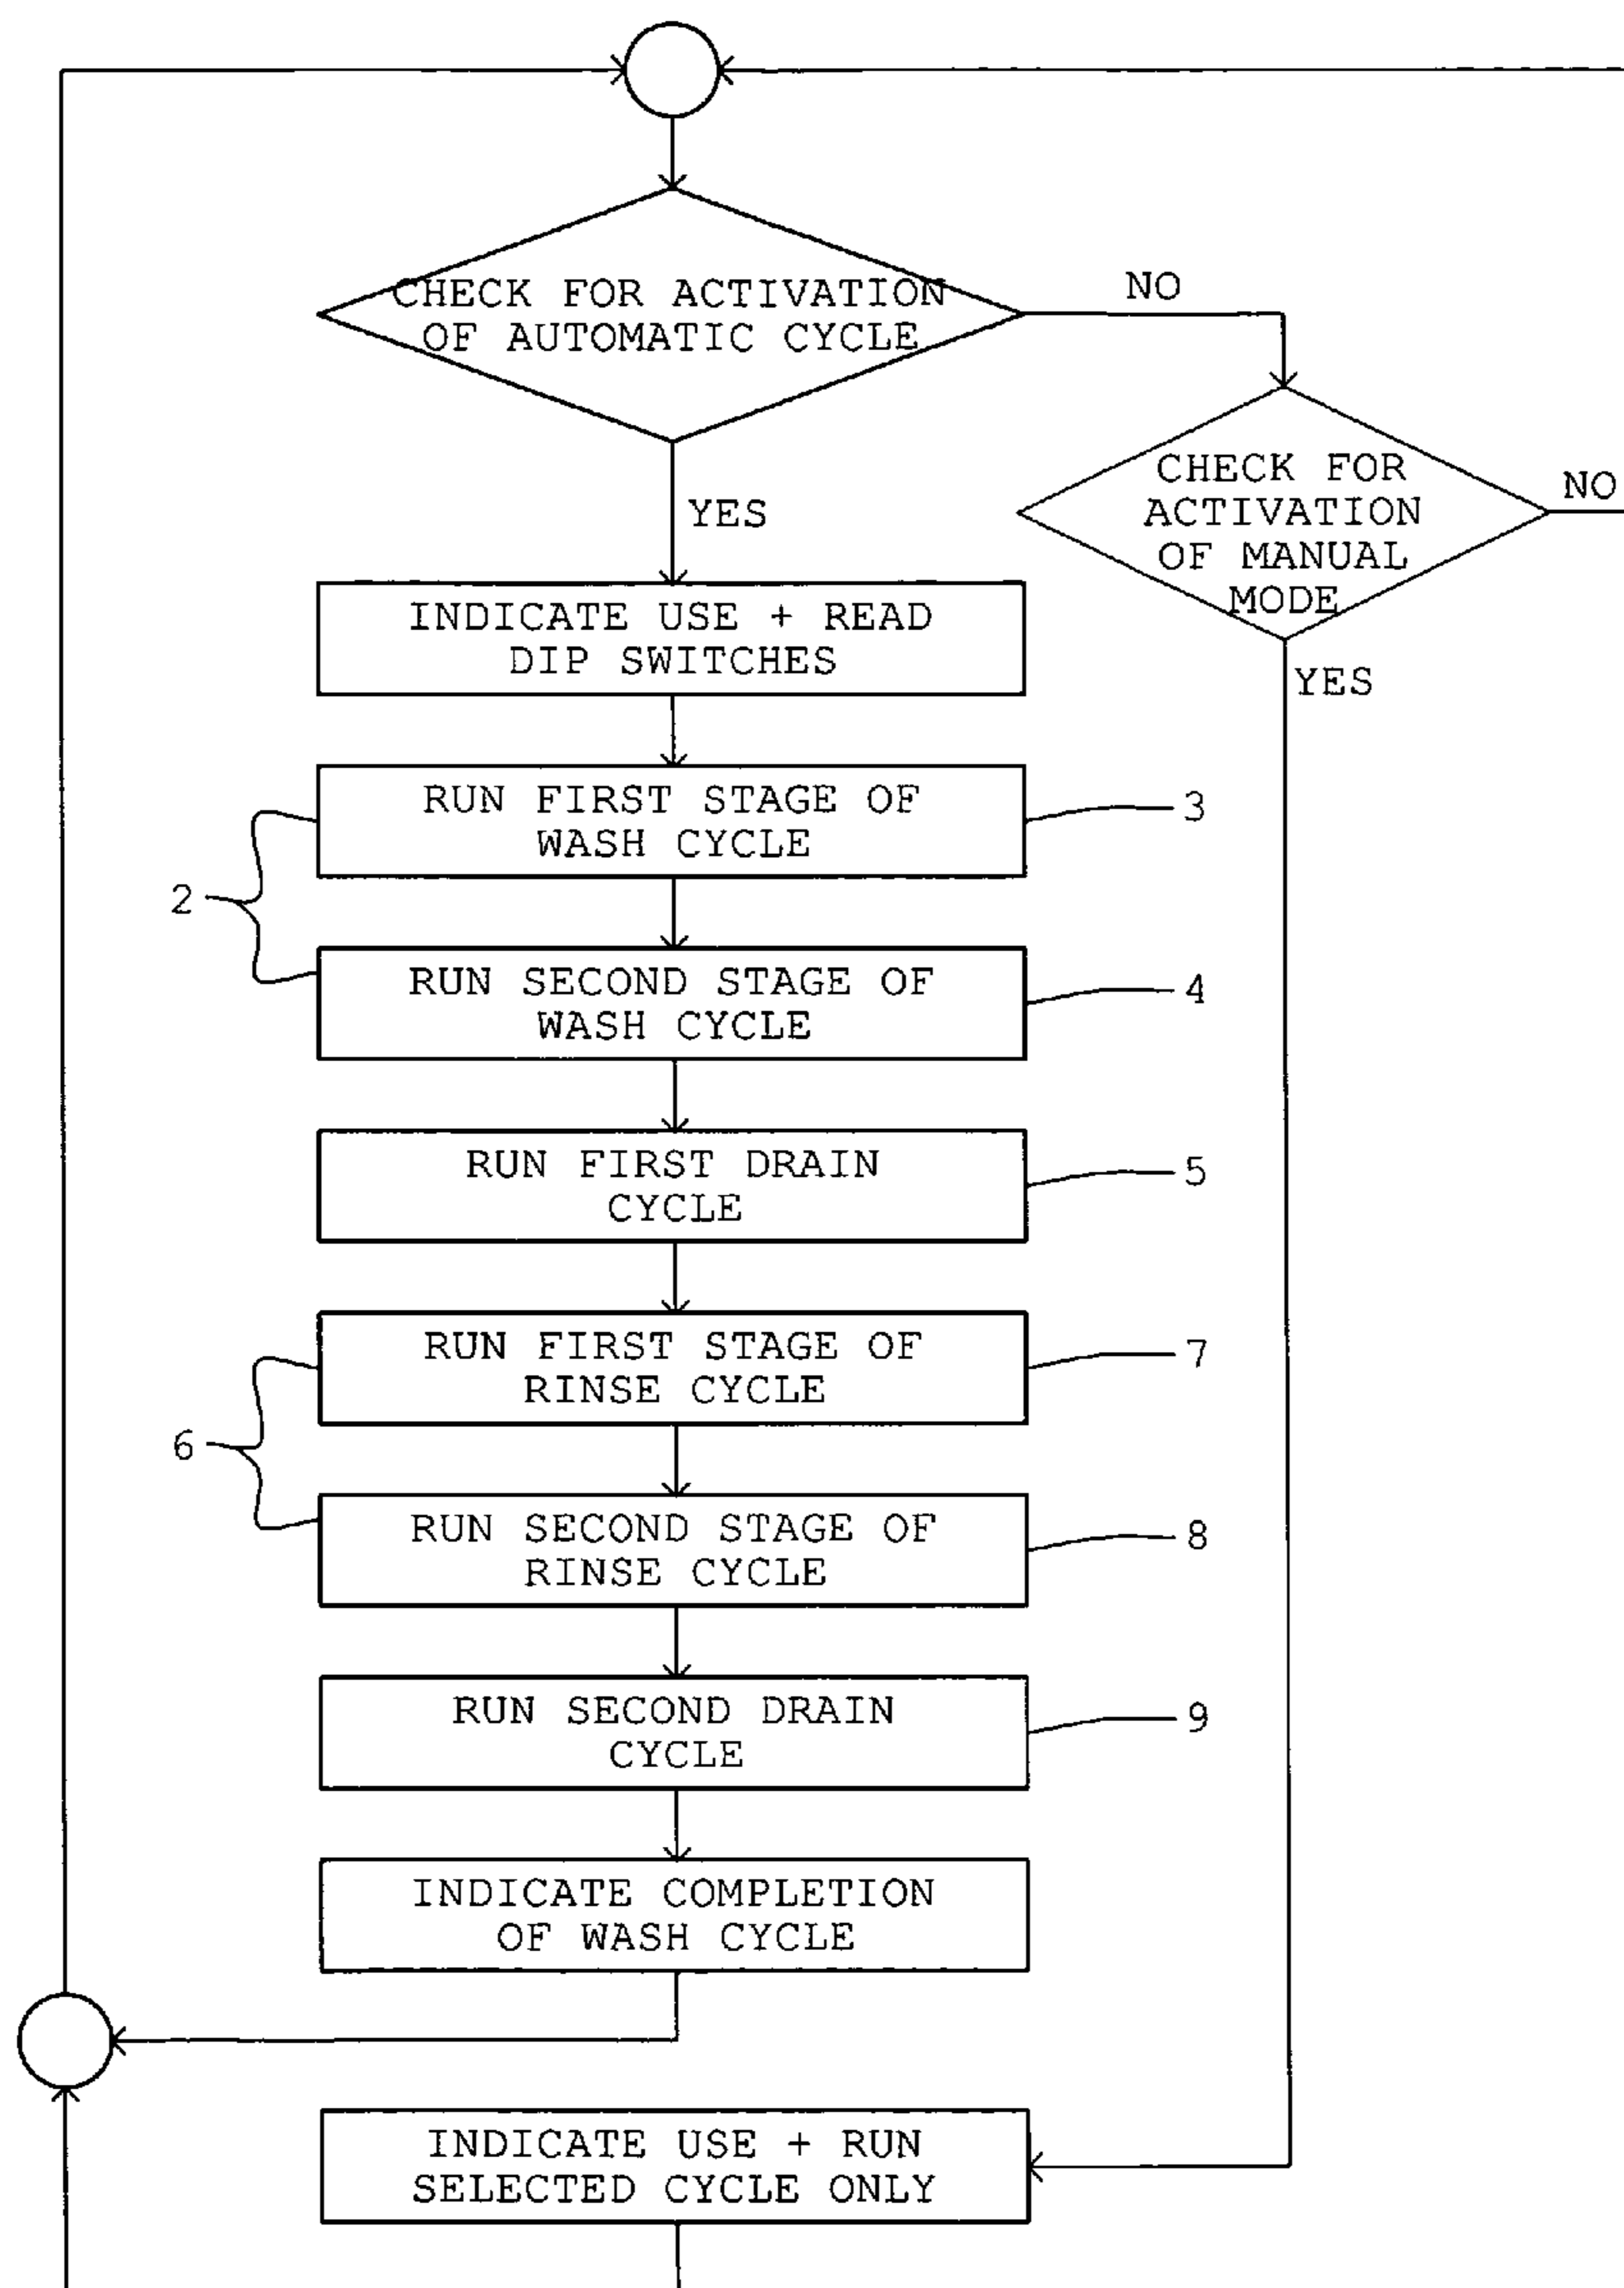 CHECK FOR ACTIVATION
OF AUTOMATIC CYCLE
NO
CHECK FOR
ACTIVATION
OF MANUAL
MODE
NO
YES
YES
INDICATE USE + READ
DIP SWITCHES
RUN FIRST STAGE OF
WASH CYCLE
3
2
RUN SECOND STAGE OF
WASH CYCLE
4
RUN FIRST DRAIN
CYCLE
5
RUN FIRST STAGE OF
RINSE CYCLE
7
6
RUN SECOND STAGE OF
RINSE CYCLE
8
RUN SECOND DRAIN
CYCLE
9
INDICATE COMPLETION
OF WASH CYCLE
INDICATE USE + RUN
SELECTED CYCLE ONLY